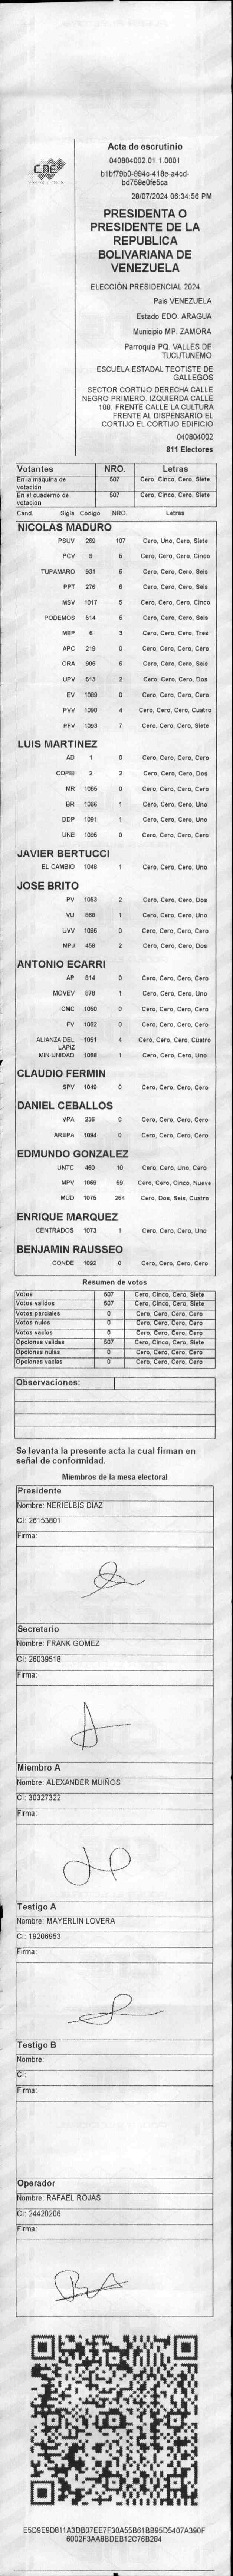 CNE
Acta de escrutinio
040804002.01.1.0001
b1bf79b0-994c-418e-a4cd-
bd759e0fe5ca
28/07/2024 06:34:56 PM
PRESIDENTA O
PRESIDENTE DE LA
REPUBLICA
BOLIVARIANA DE
VENEZUELA
ELECCIÓN PRESIDENCIAL 2024
Pais VENEZUELA
Estado EDO. ARAGUA
Municipio MP. ZAMORA
Parroquia PQ. VALLES DE
TUCUTUNEMO
ESCUELA ESTADAL TEOTISTE DE
GALLEGOS
SECTOR CORTIJO DERECHA CALLE
NEGRO PRIMERO. IZQUIERDA CALLE
100. FRENTE CALLE LA CULTURA
FRENTE AL DISPENSARIO EL
CORTIJO EL CORTIJO EDIFICIO
040804002
811 Electores
Votantes NRO. Letras
En la máquina de votación 507 Cero, Cinco, Cero, Siete
En el cuaderno de votación 507 Cero, Cinco, Cero, Siete
Cand. Sigla Código NRO. Letras
NICOLAS MADURO
PSUV 269 107 Cero, Uno, Cero, Siete
PCV 9 5 Cero, Cero, Cero, Cinco
TUPAMARO 931 6 Cero, Cero, Cero, Seis
PPT 276 6 Cero, Cero, Cero, Seis
MSV 1017 5 Cero, Cero, Cero, Cinco
PODEMOS 514 6 Cero, Cero, Cero, Seis
MEP 6 3 Cero, Cero, Cero, Tres
APC 219 0 Cero, Cero, Cero, Cero
ORA 906 6 Cero, Cero, Cero, Seis
UPV 513 2 Cero, Cero, Cero, Dos
EV 1089 0 Cero, Cero, Cero, Cero
PVV 1090 4 Cero, Cero, Cero, Cuatro
PFV 1093 7 Cero, Cero, Cero, Siete
LUIS MARTINEZ
AD 1 0 Cero, Cero, Cero, Cero
COPEI 2 2 Cero, Cero, Cero, Dos
MR 1065 0 Cero, Cero, Cero, Cero
BR 1066 1 Cero, Cero, Cero, Uno
DDP 1091 1 Cero, Cero, Cero, Uno
UNE 1095 0 Cero, Cero, Cero, Cero
JAVIER BERTUCCI
EL CAMBIO 1048 1 Cero, Cero, Cero, Uno
JOSE BRITO
PV 1053 2 Cero, Cero, Cero, Dos
VU 868 1 Cero, Cero, Cero, Uno
UVV 1096 0 Cero, Cero, Cero, Cero
MPJ 458 2 Cero, Cero, Cero, Dos
ANTONIO ECARRI
AP 814 0 Cero, Cero, Cero, Cero
MOVEV 878 1 Cero, Cero, Cero, Uno
CMC 1050 0 Cero, Cero, Cero, Cero
FV 1062 0 Cero, Cero, Cero, Cero
ALIANZA DEL LÁPIZ 1051 4 Cero, Cero, Cero, Cuatro
MIN UNIDAD 1068 1 Cero, Cero, Cero, Uno
CLAUDIO FERMIN
SPV 1049 0 Cero, Cero, Cero, Cero
DANIEL CEBALLOS
VPA 236 0 Cero, Cero, Cero, Cero
AREPA 1094 0 Cero, Cero, Cero, Cero
EDMUNDO GONZALEZ
UNTC 460 10 Cero, Cero, Uno, Cero
MPV 1069 59 Cero, Cero, Cinco, Nueve
MUD 1075 264 Cero, Dos, Seis, Cuatro
ENRIQUE MARQUEZ
CENTRADOS 1073 1 Cero, Cero, Cero, Uno
BENJAMIN RAUSSEO
CONDE 1092 0 Cero, Cero, Cero, Cero
Resumen de votos
Votos 507 Cero, Cinco, Cero, Siete
Votos validos 507 Cero, Cinco, Cero, Siete
Votos parciales 0 Cero, Cero, Cero, Cero
Votos nulos 0 Cero, Cero, Cero, Cero
Votos vacíos 0 Cero, Cero, Cero, Cero
Opciones validas 507 Cero, Cinco, Cero, Siete
Opciones nulas 0 Cero, Cero, Cero, Cero
Opciones vacías 0 Cero, Cero, Cero, Cero
Observaciones:
Se levanta la presente acta la cual firman en
señal de conformidad.
Miembros de la mesa electoral
Presidente
Nombre: NERIELBIS DIAZ
CI: 26153801
Firma:
Secretario
Nombre: FRANK GOMEZ
CI: 26039518
Firma:
Miembro A
Nombre: ALEXANDER MUIÑOS
CI: 30327322
Firma:
Testigo A
Nombre: MAYERLIN LOVERA
CI: 19206953
Firma:
Testigo B
Nombre:
CI:
Firma:
Operador
Nombre: RAFAEL ROJAS
CI: 24420206
Firma:
E5D9E9D811A3DB07EE7F30A55B61BB95D5407A390F
6002F3AA8BDEB12C76B284